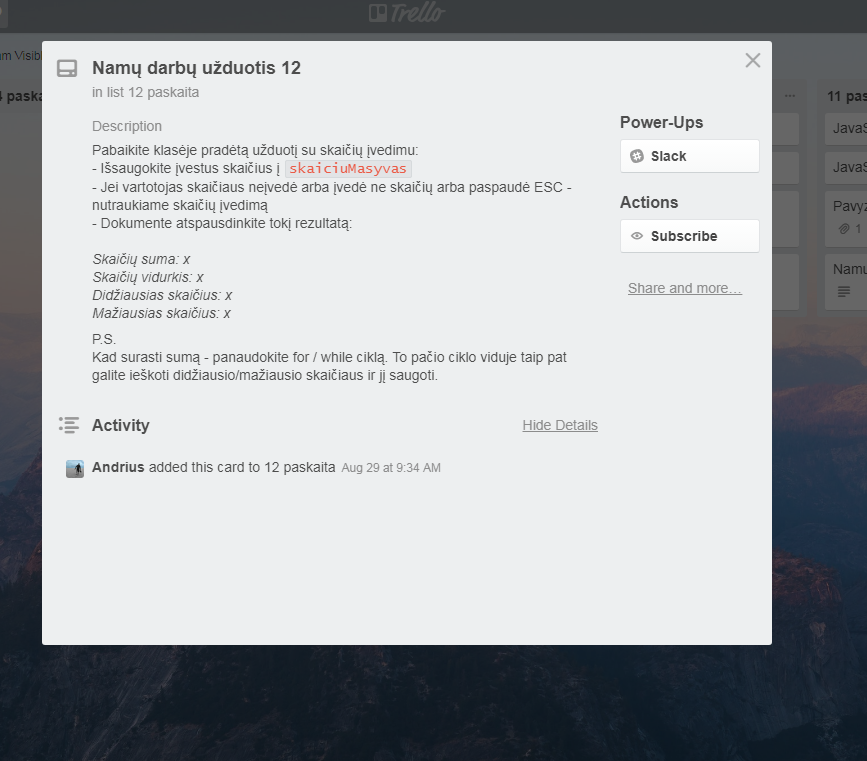 Trello
Namų darbų užduotis 12
in list 12 paskaita
Description
Pabaikite klasėje pradėtą užduotį su skaičių įvedimu:
- Išsaugokite įvestus skaičius į skaiciuMasyvas
- Jei vartotojas skaičiaus neįvedė arba įvedė ne skaičių arba paspaudė ESC -
nutraukiame skaičių įvedimą
- Dokumente atspausdinkite tokį rezultatą:
Skaičių suma: x
Skaičių vidurkis: x
Didžiausias skaičius: x
Mažiausias skaičius: x
P.S.
Kad surasti sumą - panaudokite for / while ciklą. To pačio ciklo viduje taip pat
galite ieškoti didžiausio/mažiausio skaičiaus ir jį saugoti.
Activity
Hide Details
Andrius added this card to 12 paskaita Aug 29 at 9:34 AM
Power-Ups
Slack
Actions
Subscribe
Share and more…
m Visibl
4 paska
11 pas
JavaS
JavaS
Pavyz
1
Namu